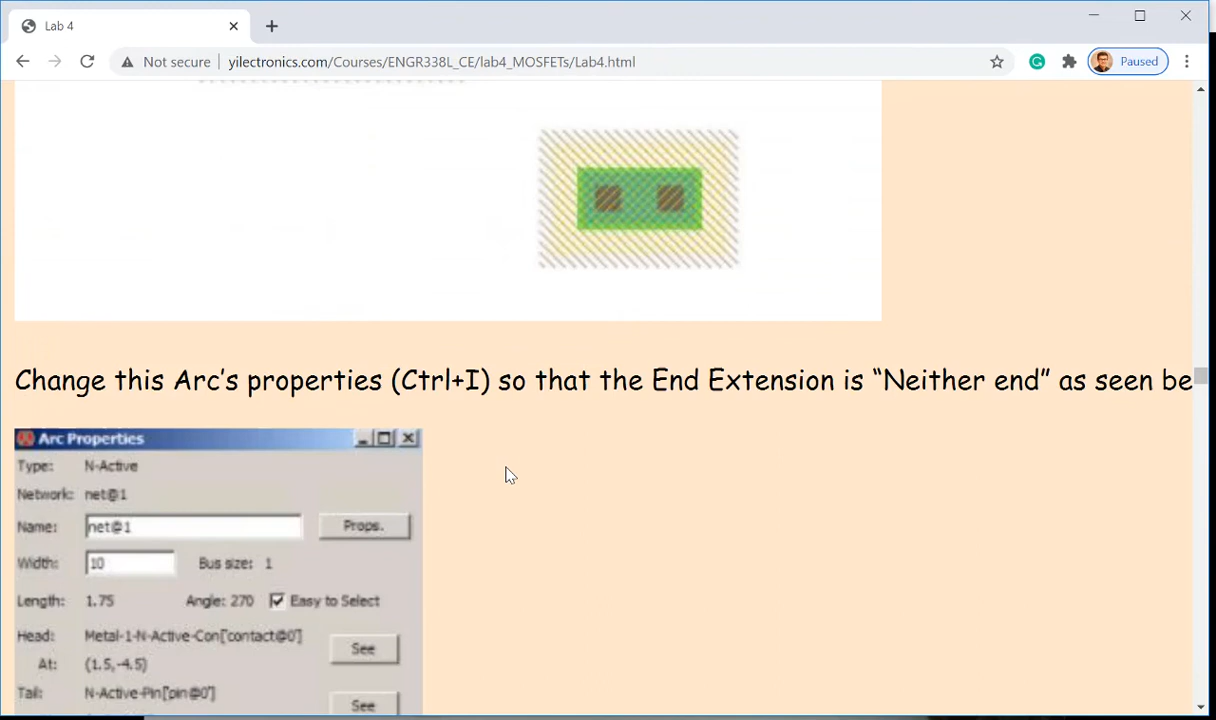 Lab 4
Not secure yilectronics.com/Courses/ENGR338L_CE/lab4_MOSFETs/Lab4.html Paused
Change this Arc's properties (Ctrl+I) so that the End Extension is “Neither end” as seen be
Arc Properties
Type: N-Active
Network: net@1
Name: net@1 Props.
Width: 10 Bus size: 1
Length: 1.75 Angle: 270 Easy to Select
Head: Metal-1-N-Active-Con['contact@0'] See
At: (1.5,-4.5)
Tail: N-Active-Pin['pin@0'] See